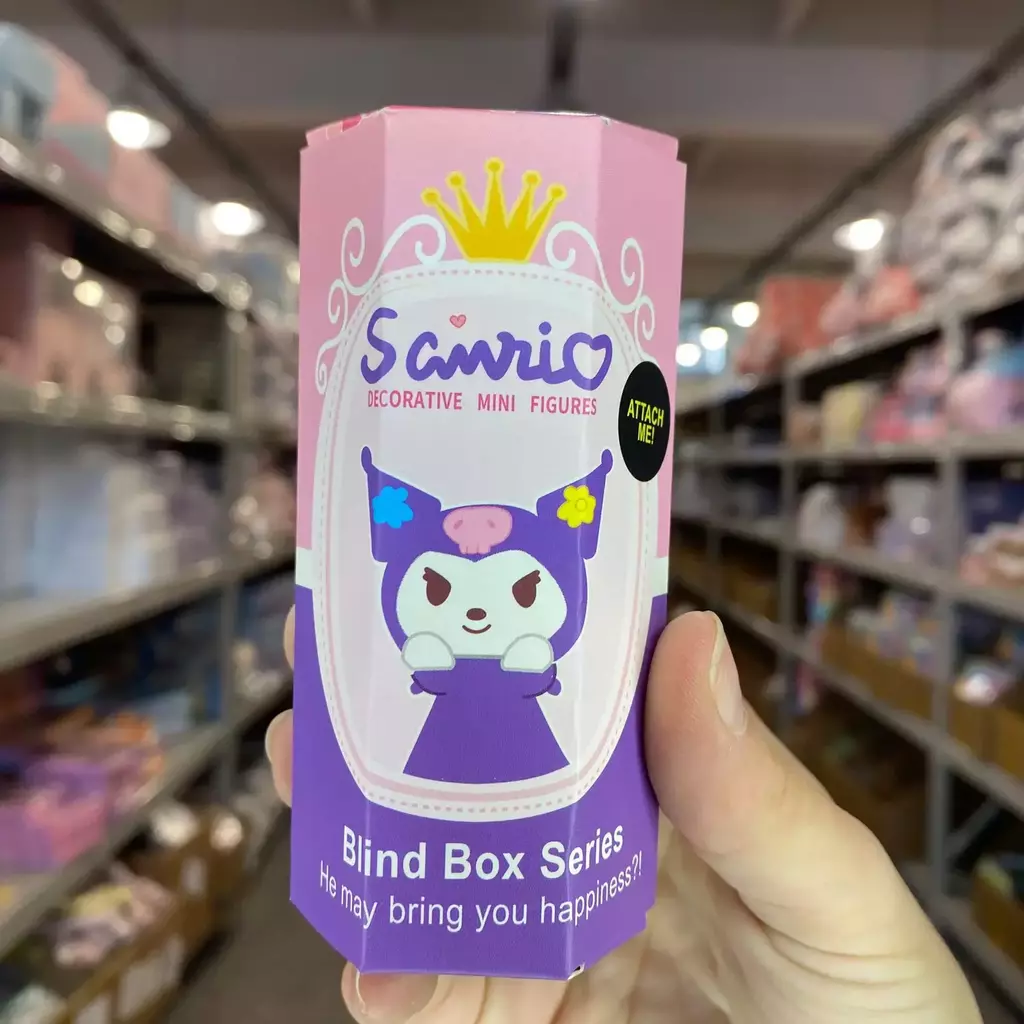 Sanrio
DECORATIVE MINI FIGURES
ATTACH
ME!
Blind Box Series
He may bring you happiness?!